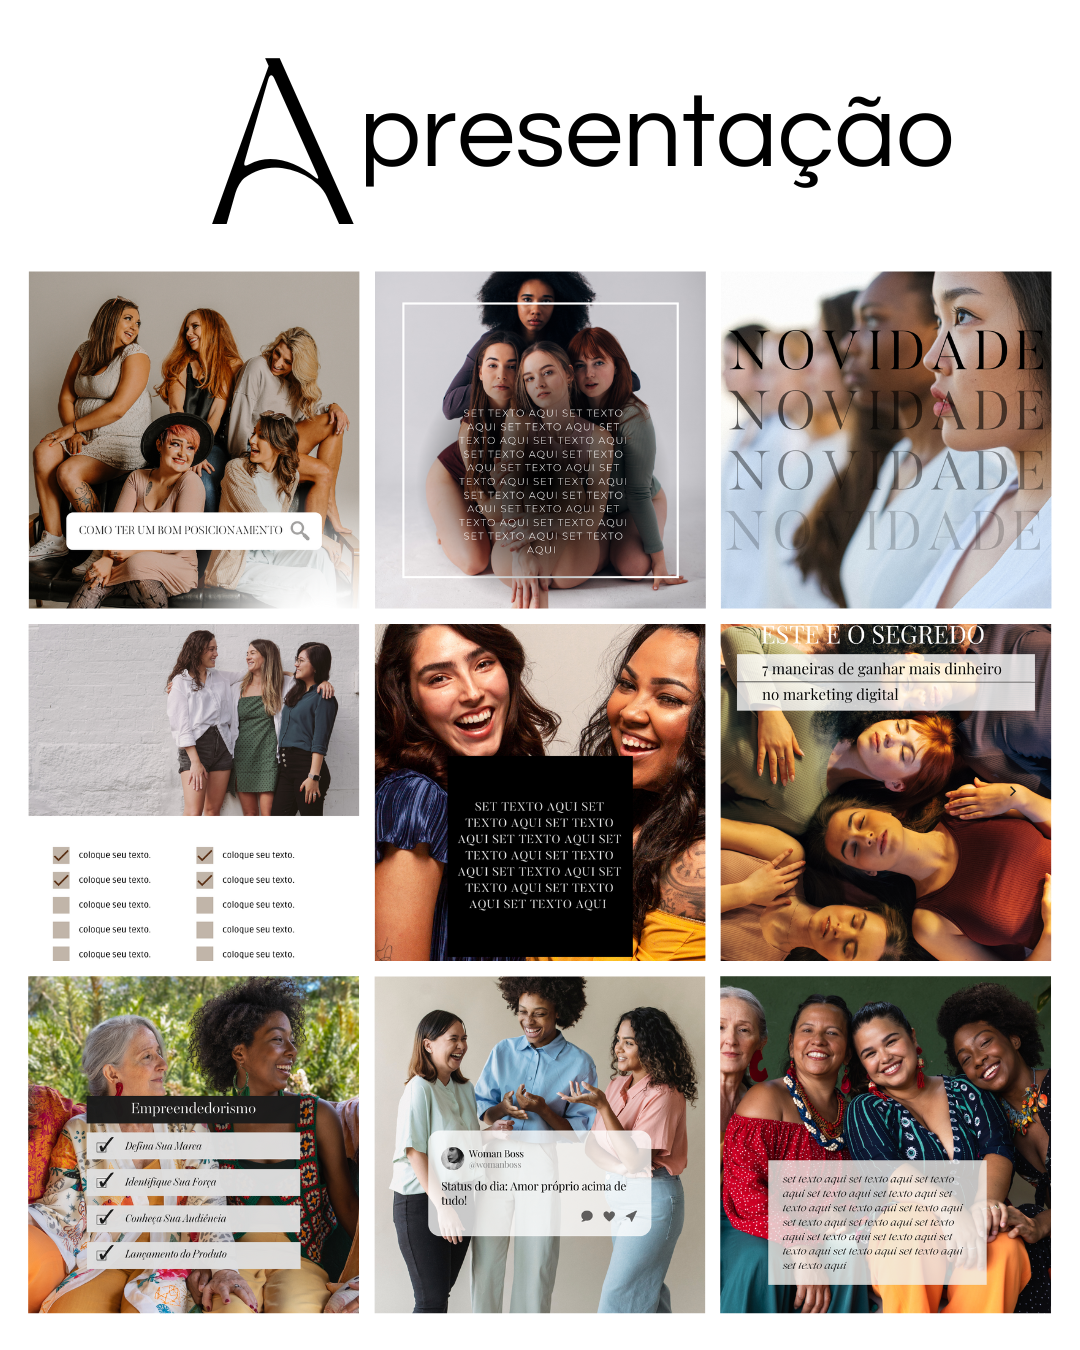 Apresentação
COMO TER UM BOM POSICIONAMENTO
SET TEXTO AQUI SET TEXTO
AQUI SET TEXTO AQUI SET
TEXTO AQUI SET TEXTO AQUI
SET TEXTO AQUI SET TEXTO
AQUI SET TEXTO AQUI SET
TEXTO AQUI SET TEXTO AQUI
SET TEXTO AQUI SET TEXTO
AQUI SET TEXTO AQUI SET
TEXTO AQUI SET TEXTO AQUI
SET TEXTO AQUI SET TEXTO
AQUI
NOVIDADE
NOVIDADE
NOVIDADE
NOVIDADE
coloque seu texto.
coloque seu texto.
coloque seu texto.
coloque seu texto.
coloque seu texto.
coloque seu texto.
coloque seu texto.
coloque seu texto.
coloque seu texto.
coloque seu texto.
SET TEXTO AQUI SET
TEXTO AQUI SET TEXTO
AQUI SET TEXTO AQUI SET
TEXTO AQUI SET TEXTO
AQUI SET TEXTO AQUI SET
TEXTO AQUI SET TEXTO
AQUI SET TEXTO AQUI
ESTE E O SEGREDO
7 maneiras de ganhar mais dinheiro
no marketing digital
Empreendedorismo
Defina Sua Marca
Identifique Sua Força
Conheça Sua Audiência
Lançamento do Produto
Woman Boss
@womanboss
Status do dia: Amor próprio acima de
tudo!
set texto aqui set texto aqui set texto
aqui set texto aqui set texto aqui set
texto aqui set texto aqui set texto aqui
set texto aqui set texto aqui set texto
aqui set texto aqui set texto aqui set
texto aqui set texto aqui set texto aqui
set texto aqui